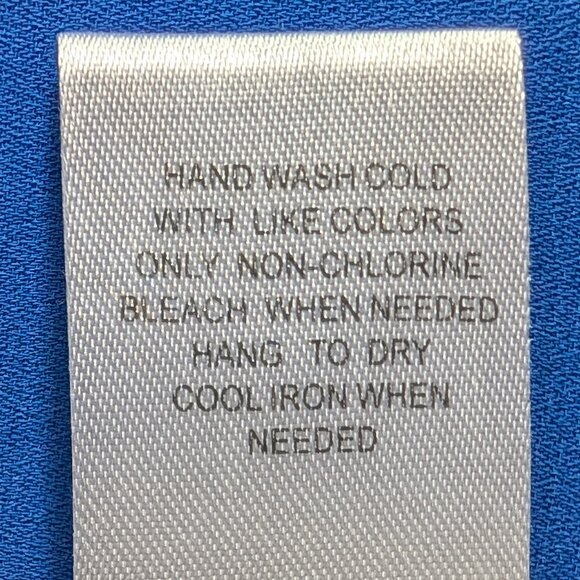 HAND WASH COLD
WITH LIKE COLORS
ONLY NON-CHLORINE
BLEACH WHEN NEEDED
HANG TO DRY
COOL IRON WHEN
NEEDED